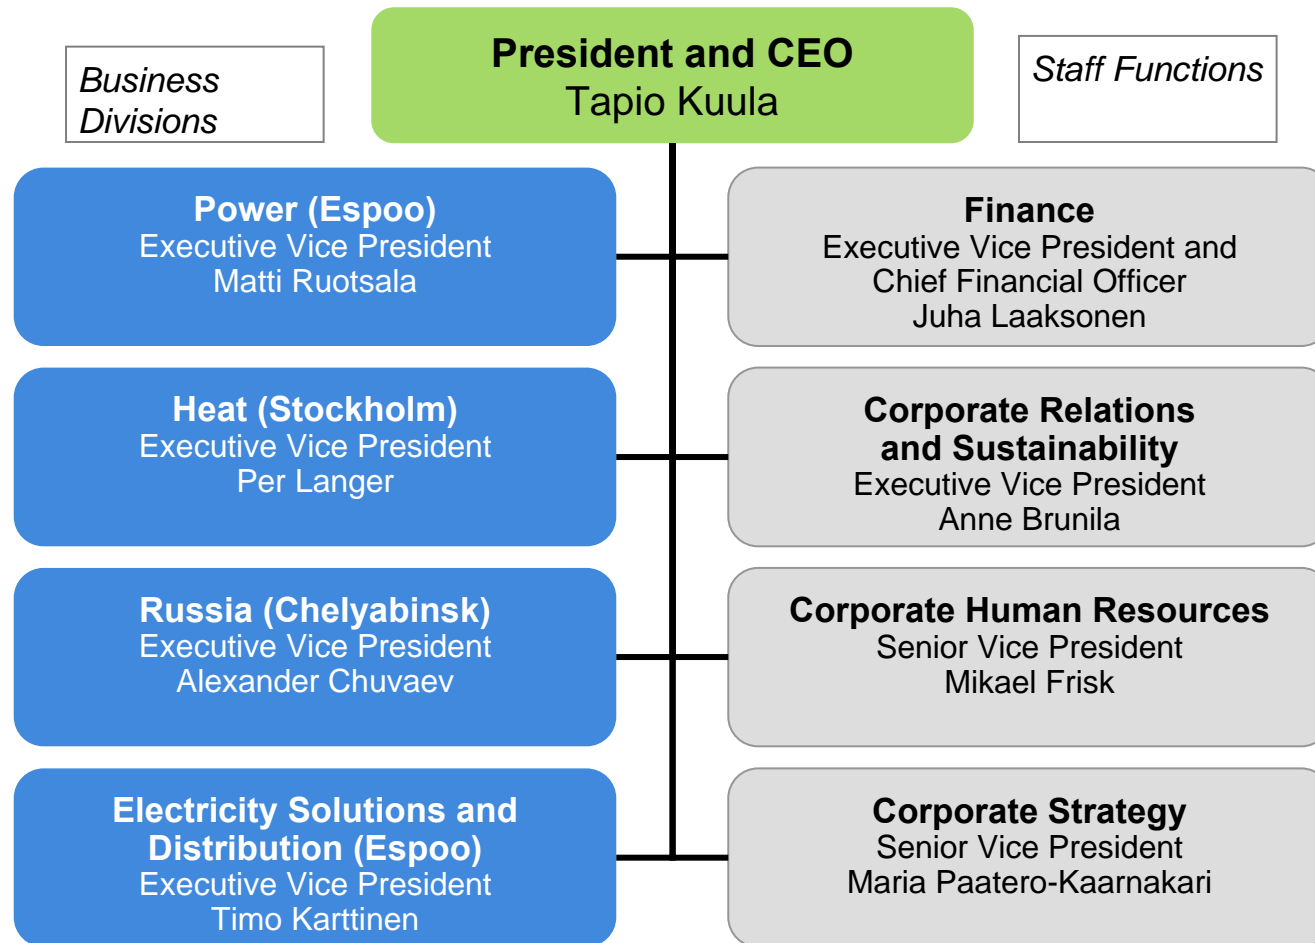 Business
Divisions
President and CEO
Tapio Kuula
Staff Functions
Power (Espoo)
Executive Vice President
Matti Ruotsala
Finance
Executive Vice President and
Chief Financial Officer
Juha Laaksonen
Heat (Stockholm)
Executive Vice President
Per Langer
Corporate Relations
and Sustainability
Executive Vice President
Anne Brunila
Russia (Chelyabinsk)
Executive Vice President
Alexander Chuvaev
Corporate Human Resources
Senior Vice President
Mikael Frisk
Electricity Solutions and
Distribution (Espoo)
Executive Vice President
Timo Karttinen
Corporate Strategy
Senior Vice President
Maria Paatero-Kaarnakari